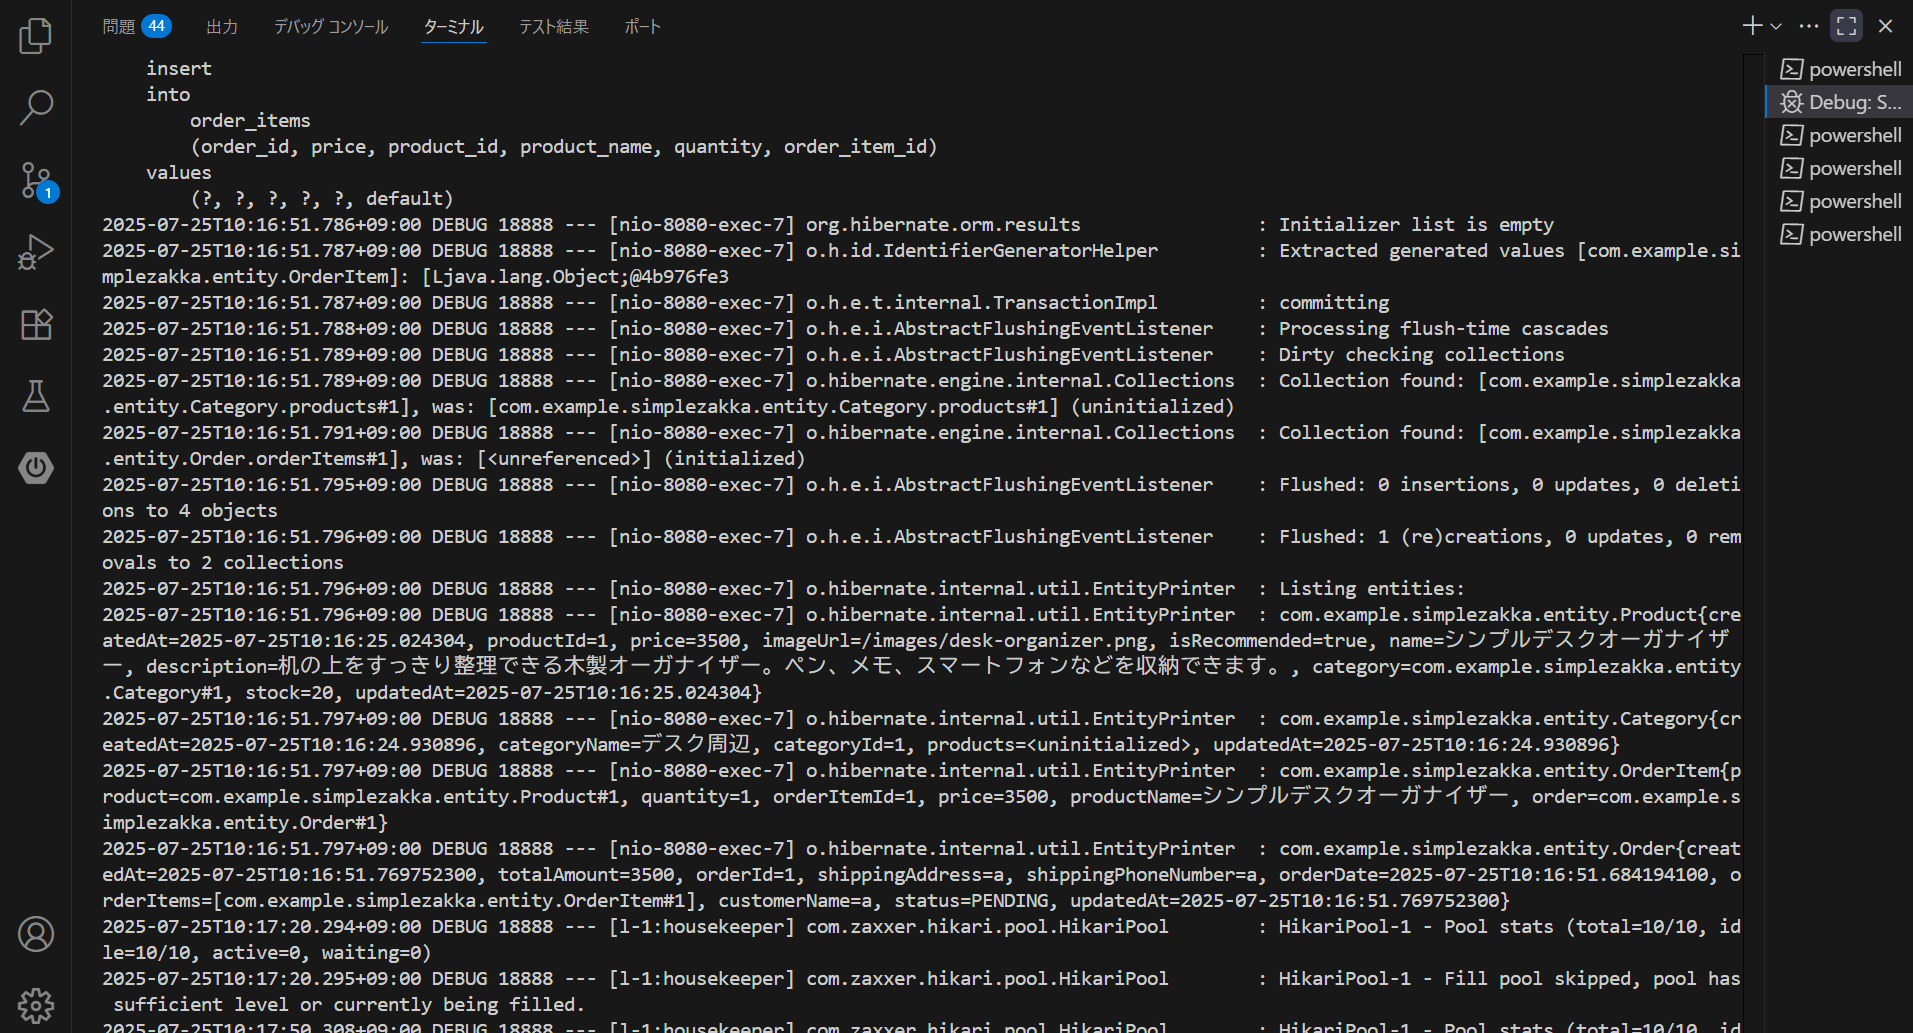 問題 44 出力 デバッグ コンソール ターミナル テスト結果 ポート
insert
into
order_items
(order_id, price, product_id, product_name, quantity, order_item_id)
values
(?, ?, ?, ?, ?, default)
2025-07-25T10:16:51.786+09:00 DEBUG 18888 --- [nio-8080-exec-7] org.hibernate.orm.results : Initializer list is empty
2025-07-25T10:16:51.787+09:00 DEBUG 18888 --- [nio-8080-exec-7] o.h.id.IdentifierGeneratorHelper : Extracted generated values [com.example.si
mplezakka.entity.OrderItem]: [Ljava.lang.Object;@4b976fe3
2025-07-25T10:16:51.787+09:00 DEBUG 18888 --- [nio-8080-exec-7] o.h.e.t.internal.TransactionImpl : committing
2025-07-25T10:16:51.788+09:00 DEBUG 18888 --- [nio-8080-exec-7] o.h.e.i.AbstractFlushingEventListener : Processing flush-time cascades
2025-07-25T10:16:51.789+09:00 DEBUG 18888 --- [nio-8080-exec-7] o.h.e.i.AbstractFlushingEventListener : Dirty checking collections
2025-07-25T10:16:51.789+09:00 DEBUG 18888 --- [nio-8080-exec-7] o.hibernate.engine.internal.Collections : Collection found: [com.example.simplezakka
.entity.Category.products#1], was: [com.example.simplezakka.entity.Category.products#1] (uninitialized)
2025-07-25T10:16:51.791+09:00 DEBUG 18888 --- [nio-8080-exec-7] o.hibernate.engine.internal.Collections : Collection found: [com.example.simplezakka
.entity.Order.orderItems#1], was: [<unreferenced>] (initialized)
2025-07-25T10:16:51.795+09:00 DEBUG 18888 --- [nio-8080-exec-7] o.h.e.i.AbstractFlushingEventListener : Flushed: 0 insertions, 0 updates, 0 deleti
ons to 4 objects
2025-07-25T10:16:51.796+09:00 DEBUG 18888 --- [nio-8080-exec-7] o.h.e.i.AbstractFlushingEventListener : Flushed: 1 (re)creations, 0 updates, 0 rem
ovals to 2 collections
2025-07-25T10:16:51.796+09:00 DEBUG 18888 --- [nio-8080-exec-7] o.hibernate.internal.util.EntityPrinter : Listing entities:
2025-07-25T10:16:51.796+09:00 DEBUG 18888 --- [nio-8080-exec-7] o.hibernate.internal.util.EntityPrinter : com.example.simplezakka.entity.Product{cre
atedAt=2025-07-25T10:16:25.024304, productId=1, price=3500, imageUrl=/images/desk-organizer.png, isRecommended=true, name=シンプルデスクオーガナイザ
ー, description=机の上をすっきり整理できる木製オーガナイザー。ペン、メモ、スマートフォンなどを収納できます。, category=com.example.simplezakka.entity
.Category#1, stock=20, updatedAt=2025-07-25T10:16:25.024304}
2025-07-25T10:16:51.797+09:00 DEBUG 18888 --- [nio-8080-exec-7] o.hibernate.internal.util.EntityPrinter : com.example.simplezakka.entity.Category{cr
eatedAt=2025-07-25T10:16:24.930896, categoryName=デスク周辺, categoryId=1, products=<uninitialized>, updatedAt=2025-07-25T10:16:24.930896}
2025-07-25T10:16:51.797+09:00 DEBUG 18888 --- [nio-8080-exec-7] o.hibernate.internal.util.EntityPrinter : com.example.simplezakka.entity.OrderItem{p
roduct=com.example.simplezakka.entity.Product#1, quantity=1, orderItemId=1, price=3500, productName=シンプルデスクオーガナイザー, order=com.example.s
implezakka.entity.Order#1}
2025-07-25T10:16:51.797+09:00 DEBUG 18888 --- [nio-8080-exec-7] o.hibernate.internal.util.EntityPrinter : com.example.simplezakka.entity.Order{creat
edAt=2025-07-25T10:16:51.769752300, totalAmount=3500, orderId=1, shippingAddress=a, shippingPhoneNumber=a, orderDate=2025-07-25T10:16:51.684194100, o
rderItems=[com.example.simplezakka.entity.OrderItem#1], customerName=a, status=PENDING, updatedAt=2025-07-25T10:16:51.769752300}
2025-07-25T10:17:20.294+09:00 DEBUG 18888 --- [l-1:housekeeper] com.zaxxer.hikari.pool.HikariPool : HikariPool-1 - Pool stats (total=10/10, id
le=10/10, active=0, waiting=0)
2025-07-25T10:17:20.295+09:00 DEBUG 18888 --- [l-1:housekeeper] com.zaxxer.hikari.pool.HikariPool : HikariPool-1 - Fill pool skipped, pool has
sufficient level or currently being filled.
2025-07-25T10:17:50.308+09:00 DEBUG 18888 --- [l-1:housekeeper] com.zaxxer.hikari.pool.HikariPool : HikariPool-1 - Pool stats (total=10/10, id
powershell
Debug: S...
powershell
powershell
powershell
powershell
1